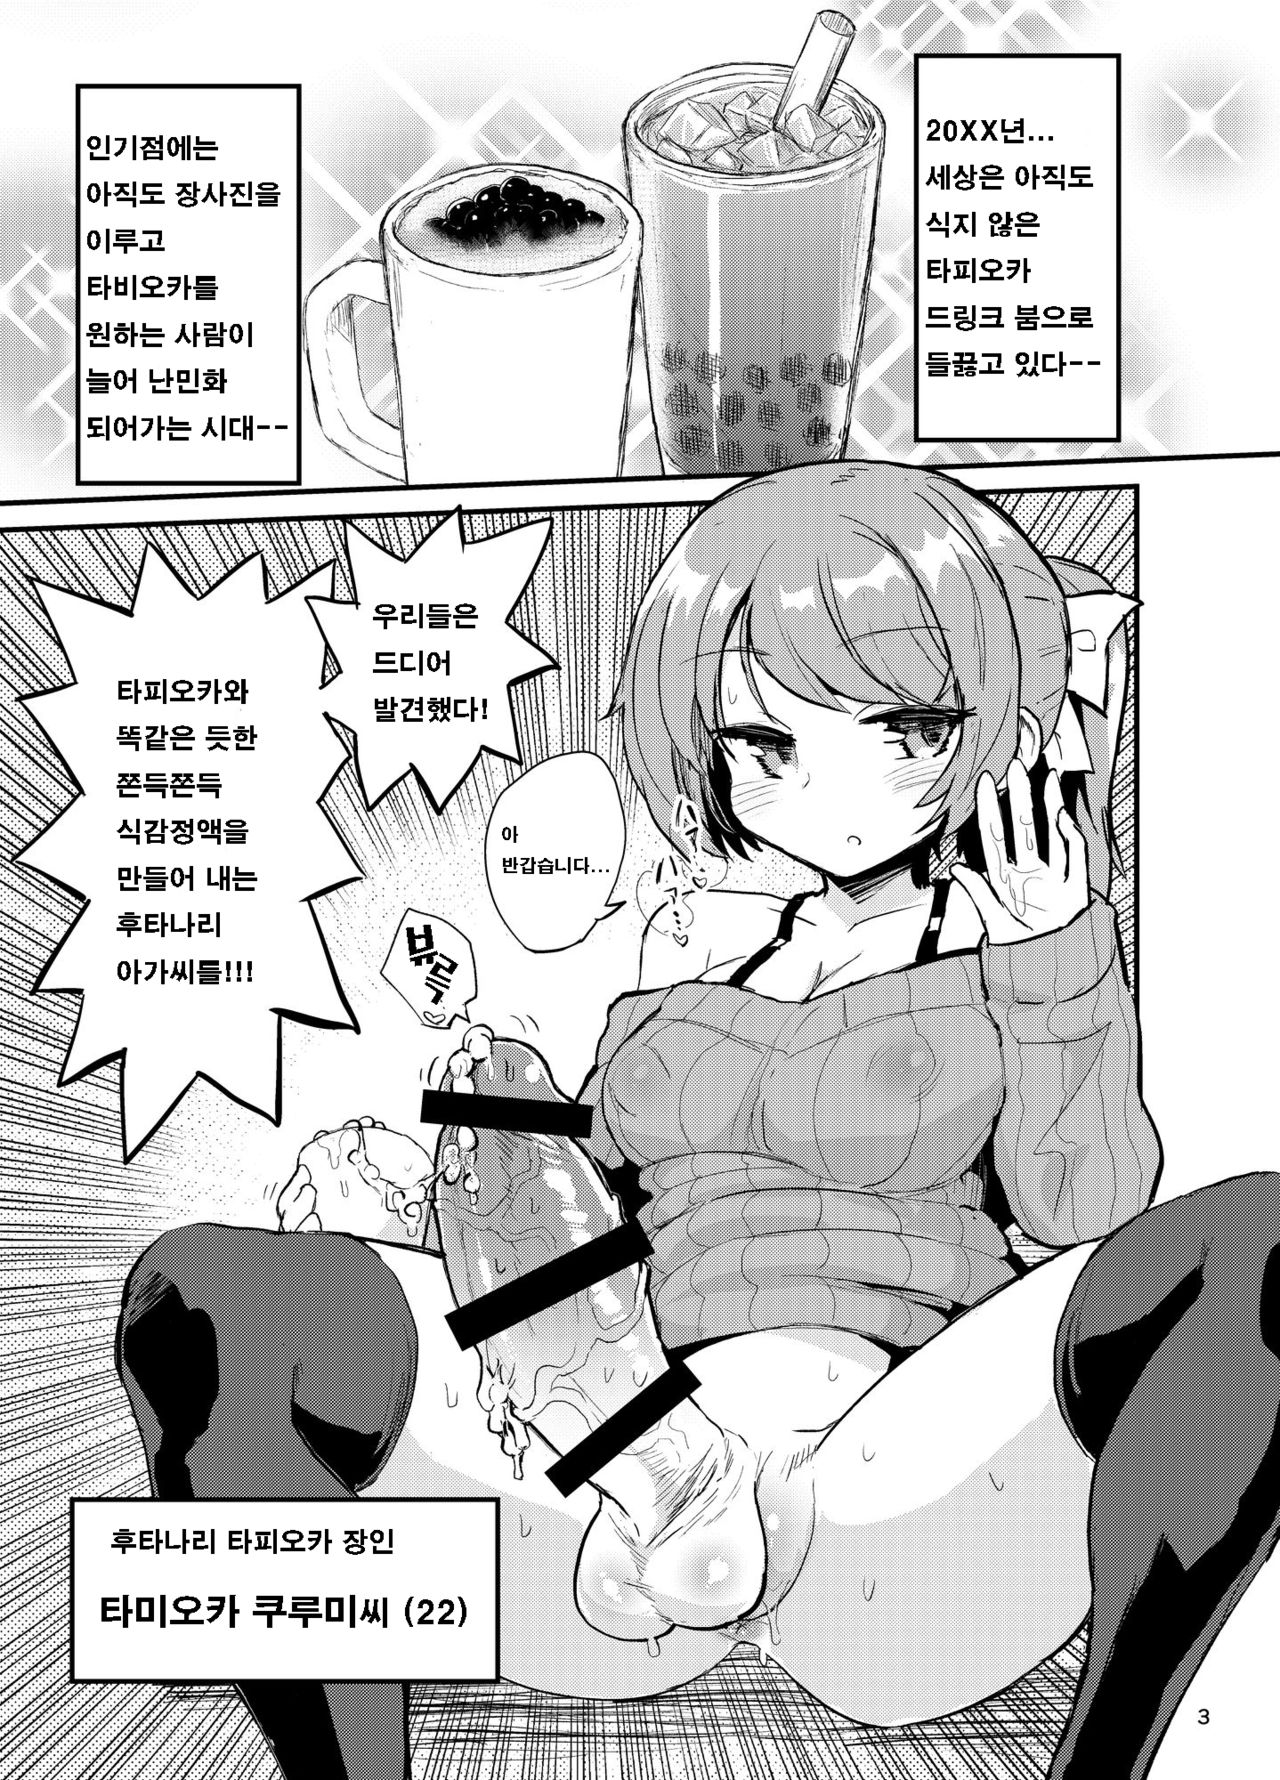 20XX년...
세상은 아직도
식지 않은
타피오카
드링크 붐으로
들끓고 있다--
인기점에는
아직도 장사진을
이루고
타비오카를
원하는 사람이
늘어 난민화
되어가는 시대--
우리들은
드디어
발견했다!
타피오카와
똑같은 듯한
쫀득쫀득
식감정액을
만들어 내는
후타나리
아가씨를!!!
아
반갑습니다...
ハァ
ハァ…
뷰륵
후타나리 타피오카 장인
타미오카 쿠루미씨 (22)
3